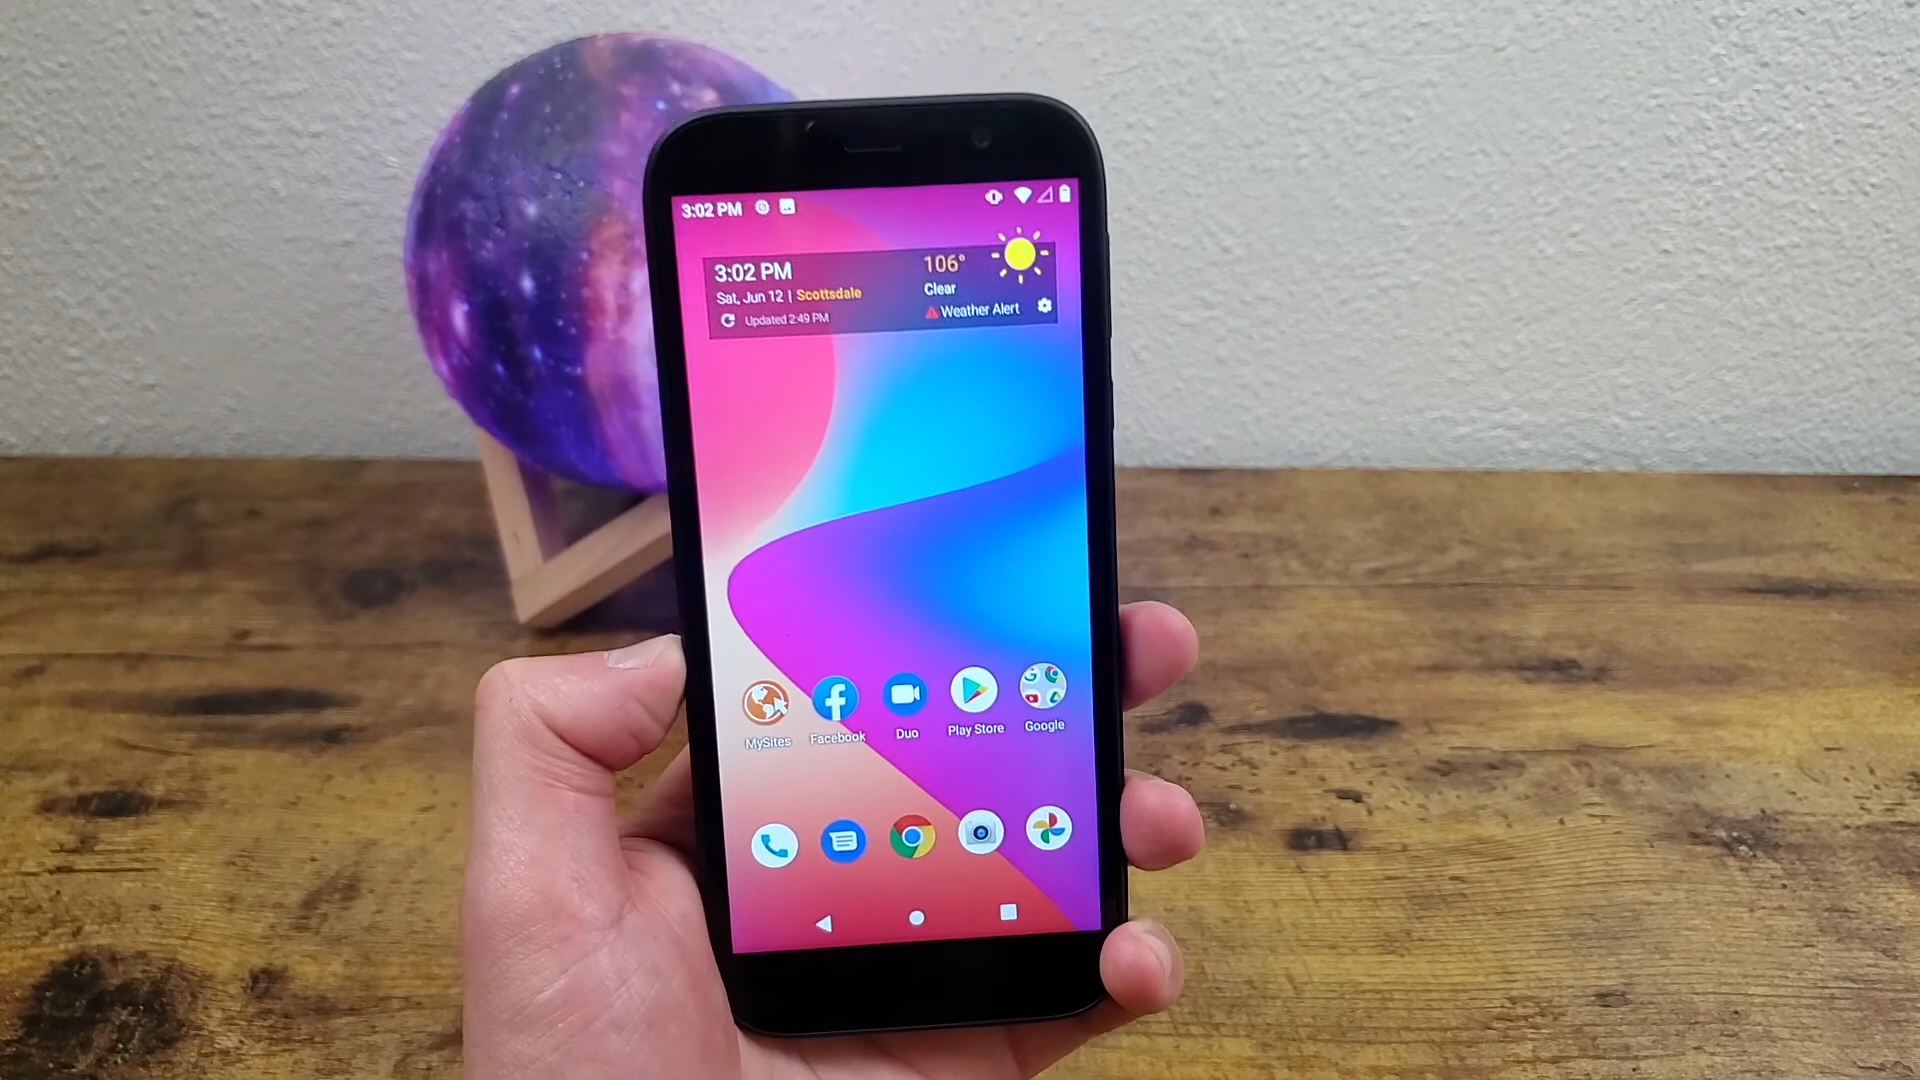 3:02 PM
3:02 PM
Sat, Jun 12 | Scottsdale
Updated 2:49 PM
106°
Clear
Weather Alert
MySites
Facebook
Duo
Play Store
Google